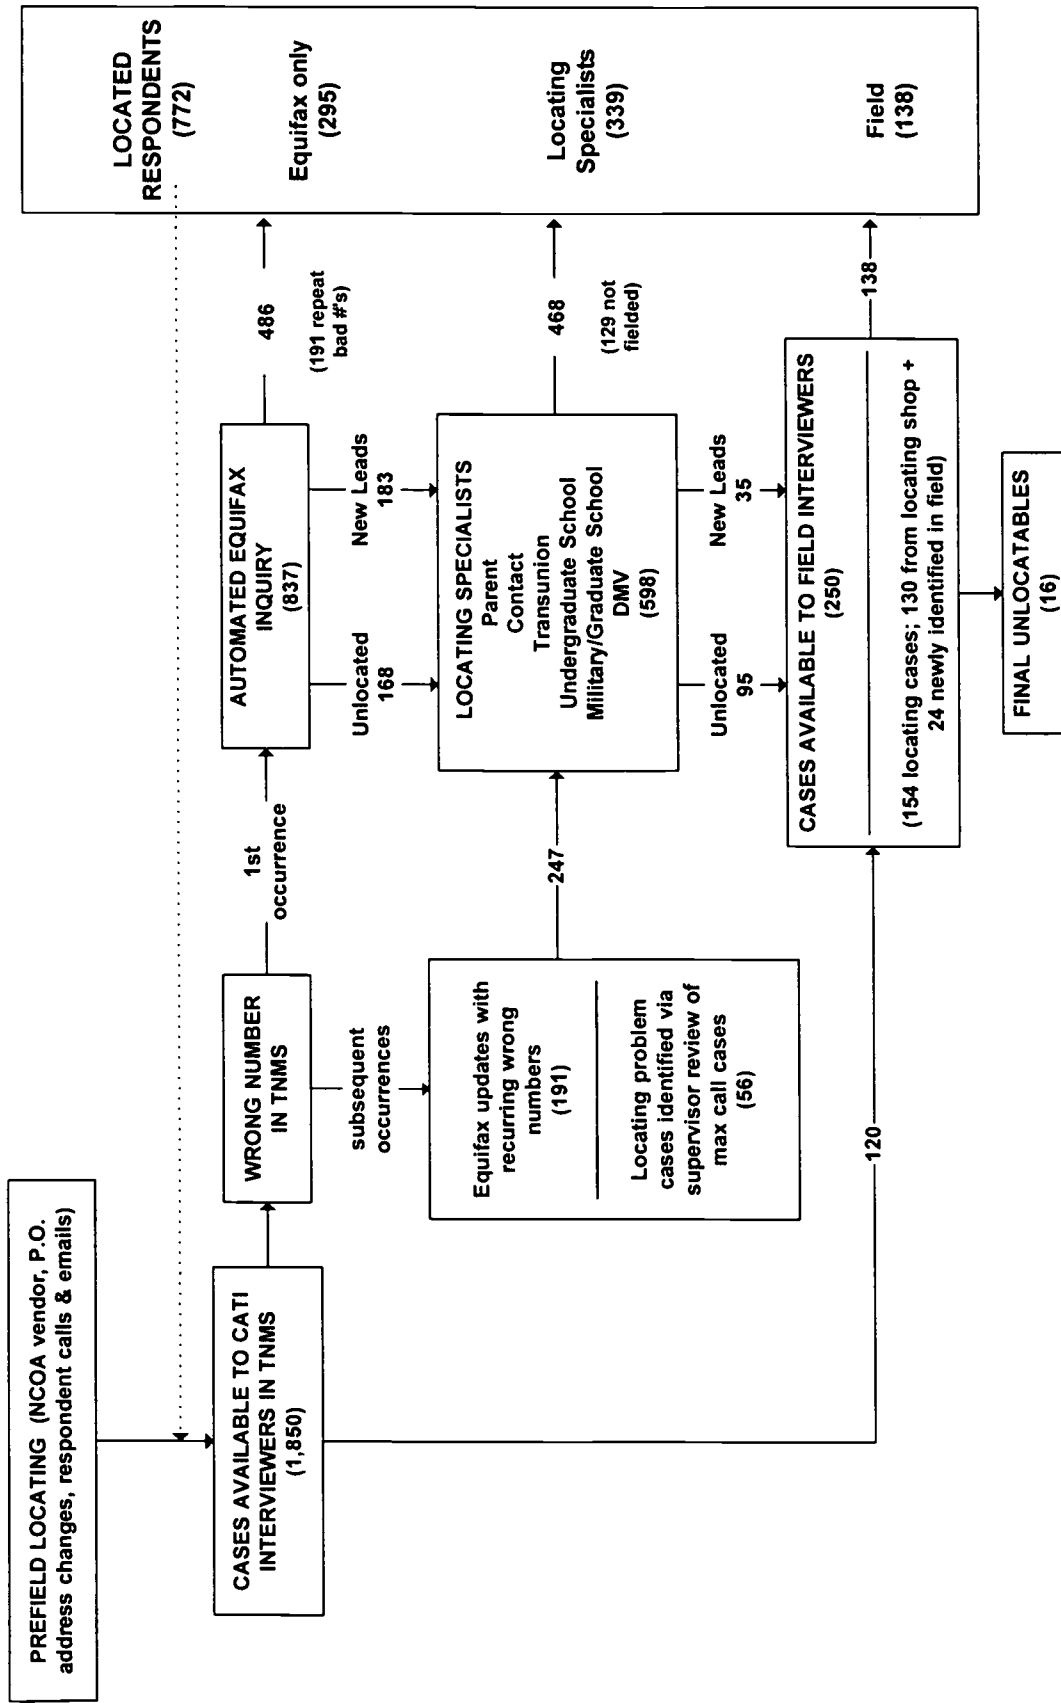 PREFIELD LOCATING (NCOA vendor, P.O.
address changes, respondent calls & emails)
CASES AVAILABLE TO CATI
INTERVIEWERS IN TNMS
(1,850)
WRONG NUMBER
IN TNMS
1st
occurrence
AUTOMATED EQUIFAX
INQUIRY
(837)
486
(191 repeat
bad #'s)
LOCATED
RESPONDENTS
(772)
Equifax only
(295)
Locating
Specialists
(339)
Field
(138)
subsequent
occurrences
Unlocated
168
New Leads
183
Equifax updates with
recurring wrong
numbers
(191)
Locating problem
cases identified via
supervisor review of
max call cases
(56)
247
LOCATING SPECIALISTS
Parent
Contact
Transunion
Undergraduate School
Military/Graduate School
DMV
(598)
468
(129 not
fielded)
Unlocated
95
New Leads
35
120
CASES AVAILABLE TO FIELD INTERVIEWERS
(250)
(154 locating cases; 130 from locating shop +
24 newly identified in field)
138
FINAL UNLOCATABLES
(16)